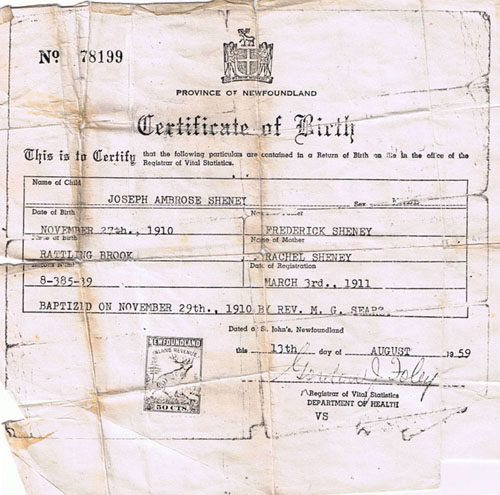 No 78199
PROVINCE OF NEWFOUNDLAND
Certificate of Birth
This is to Certify that the following particulars are contained in a Return of Birth on file in the office of the
Registrar of Vital Statistics.
Name of Child
JOSEPH AMBROSE SHENEY Sex
Date of Birth
NOVEMBER 27th., 1910 FREDERICK SHENEY
of Birth Name of Mother
RATTLING BROOK RACHEL SHENEY
Date of Registration
8-385-39 MARCH 3rd., 1911
BAPTIZED ON NOVEMBER 29th., 1910 BY REV. M. G. SEARS.
Dated at St. John's, Newfoundland
this 13th day of AUGUST 1959
NEWFOUNDLAND
INLAND REVENUE
50 CTS.
Foley
Registrar of Vital Statistics
DEPARTMENT OF HEALTH
VS